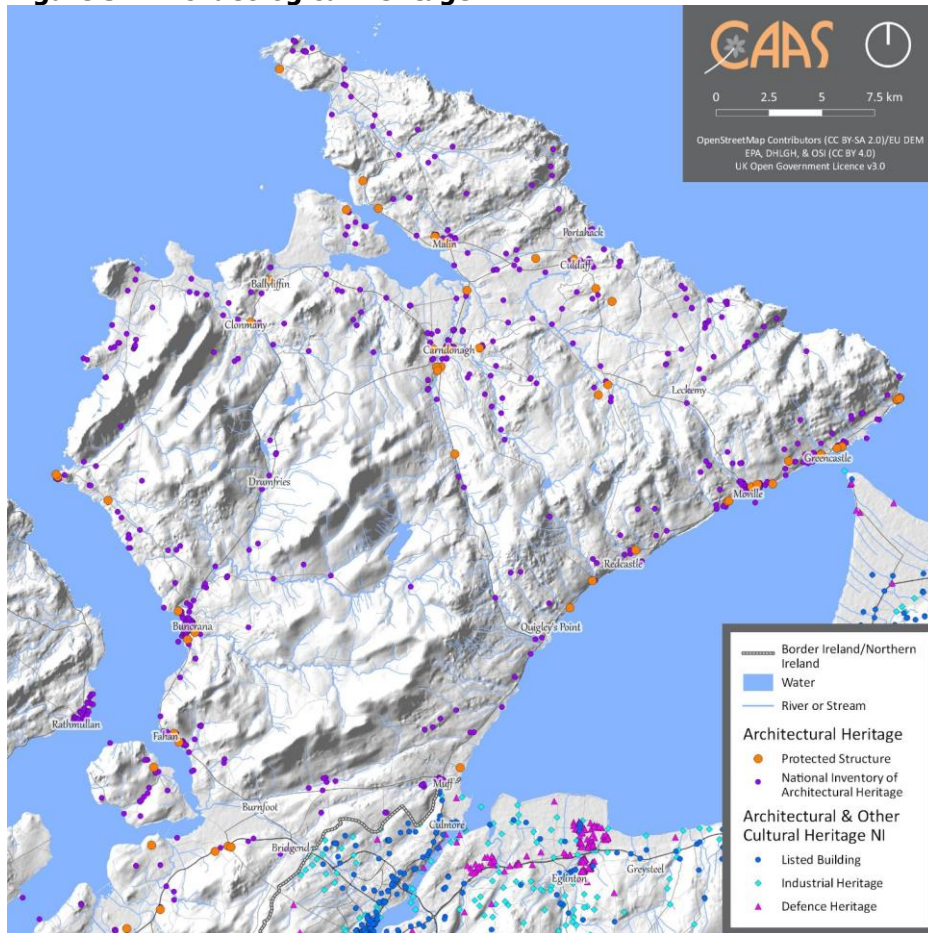 Figure Heritage
CAAS
0 2.5 5 7.5 km
OpenStreetMap Contributors (CC BY-SA 2.0)/EU DEM
EPA, DHLGH, & OSI (CC BY 4.0)
UK Open Government Licence v3.0
Portahack
Malin
Culdaff
Ballyliffin
Clonmany
Carndonagh
Leckemy
Greencastle
Drumfries
Moville
Redcastle
Buncrana
Quigley's Point
Rathmullan
Fahan
Muff
Burnfoot
Culmore
Bridgend
Eglinton
Greysteel
Border Ireland/Northern
Ireland
Water
River or Stream
Architectural Heritage
Protected Structure
National Inventory of
Architectural Heritage
Architectural & Other
Cultural Heritage NI
Listed Building
Industrial Heritage
Defence Heritage